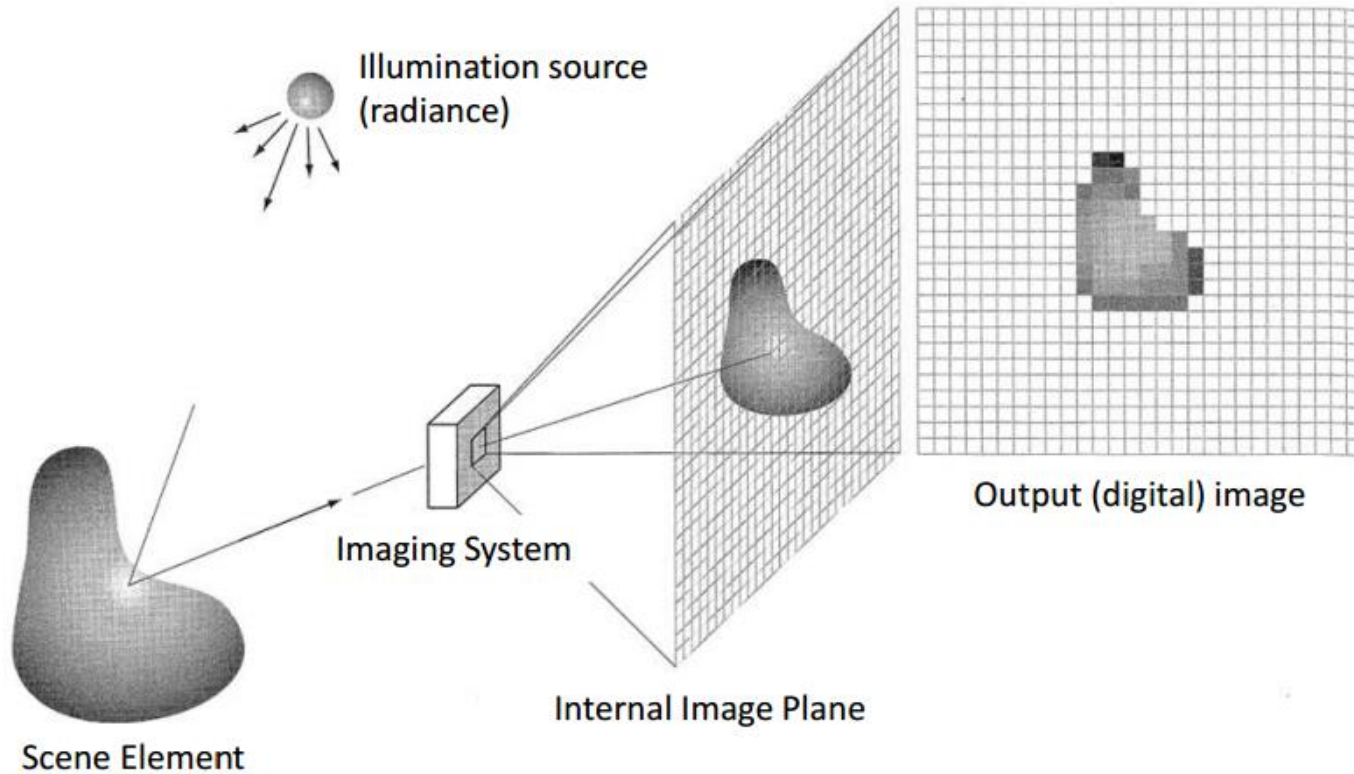 Illumination source
(radiance)
Output (digital) image
Imaging System
Internal Image Plane
Scene Element